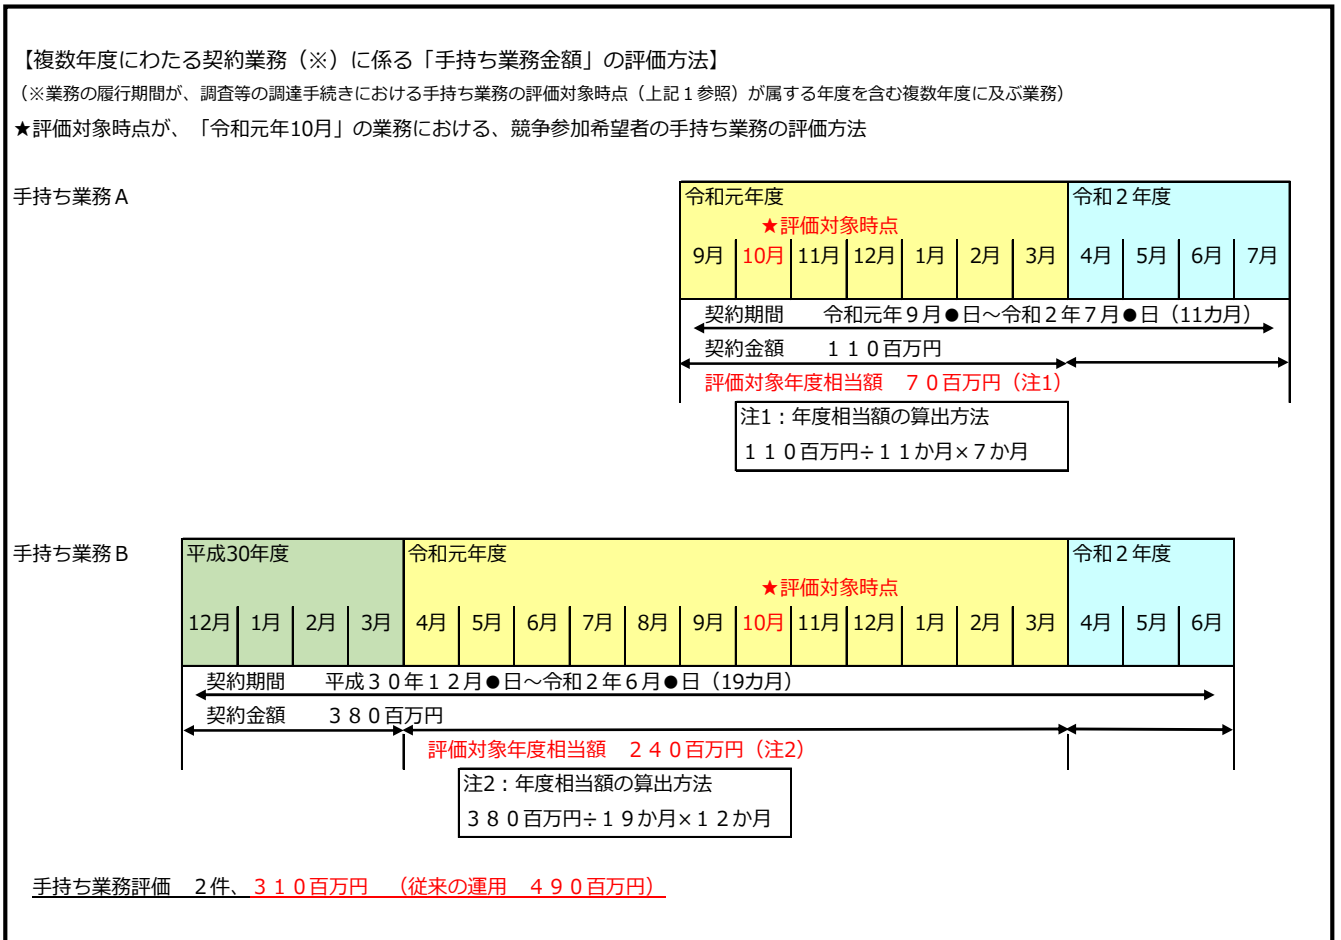 【複数年度にわたる契約業務（※）に係る「手持ち業務金額」の評価方法】
（※業務の履行期間が、調査等の調達手続きにおける手持ち業務の評価対象時点（上記１参照）が属する年度を含む複数年度に及ぶ業務）
★評価対象時点が、「令和元年10月」の業務における、競争参加希望者の手持ち業務の評価方法
手持ち業務Ａ
令和元年度 令和２年度
★評価対象時点
9月 10月 11月 12月 1月 2月 3月 4月 5月 6月 7月
契約期間　令和元年９月●日～令和２年７月●日（11カ月）
契約金額　１１０百万円
評価対象年度相当額　７０百万円（注1）
注1：年度相当額の算出方法
１１０百万円÷１１か月×７か月
手持ち業務Ｂ
平成30年度 令和元年度 令和２年度
★評価対象時点
12月 1月 2月 3月 4月 5月 6月 7月 8月 9月 10月 11月 12月 1月 2月 3月 4月 5月 6月
契約期間　平成３０年１２月●日～令和２年６月●日（19カ月）
契約金額　３８０百万円
評価対象年度相当額　２４０百万円（注2）
注2：年度相当額の算出方法
３８０百万円÷１９か月×１２か月
手持ち業務評価　２件、３１０百万円　（従来の運用　４９０百万円）